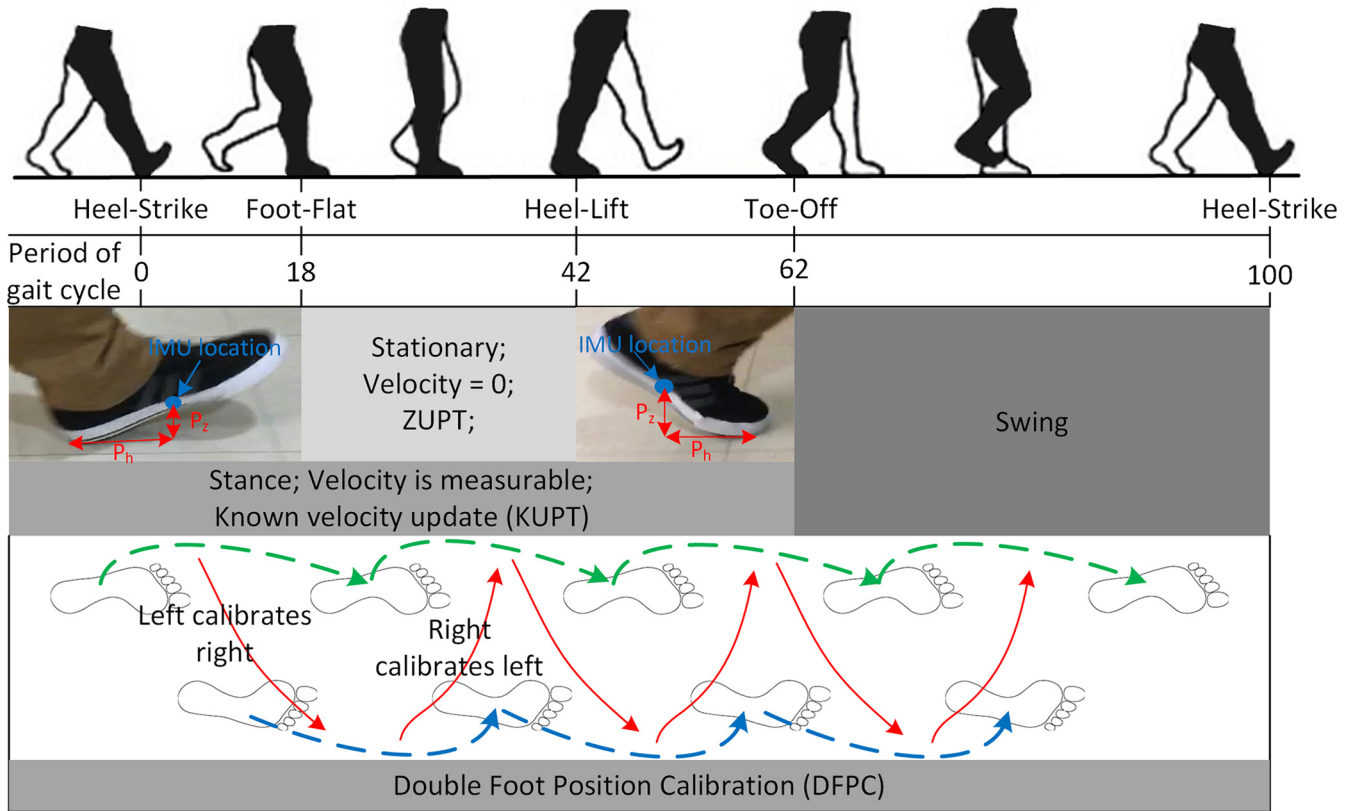 Heel-Strike Foot-Flat Heel-Lift Toe-Off Heel-Strike
Period of
gait cycle
0 18 42 62 100
IMU location
P_z
P_h
Stationary;
Velocity = 0;
ZUPT;
IMU location
P_z
P_h
Swing
Stance; Velocity is measurable;
Known velocity update (KUPT)
Left calibrates
right
Right
calibrates left
Double Foot Position Calibration (DFPC)